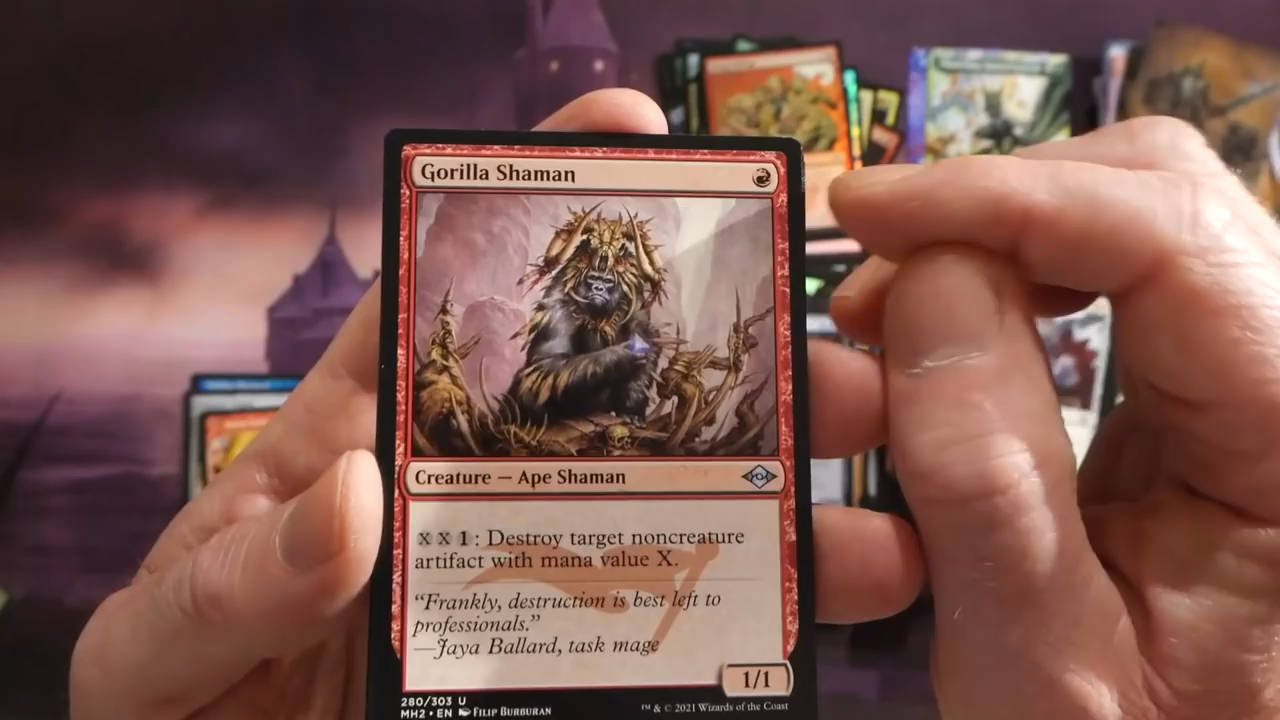 Gorilla Shaman
Creature — Ape Shaman
X X 1: Destroy target noncreature
artifact with mana value X.
“Frankly, destruction is best left to
professionals.”
—Jaya Ballard, task mage
1/1
280/303 U
MH2 • EN Filip Burburan
™ & © 2021 Wizards of the Coast